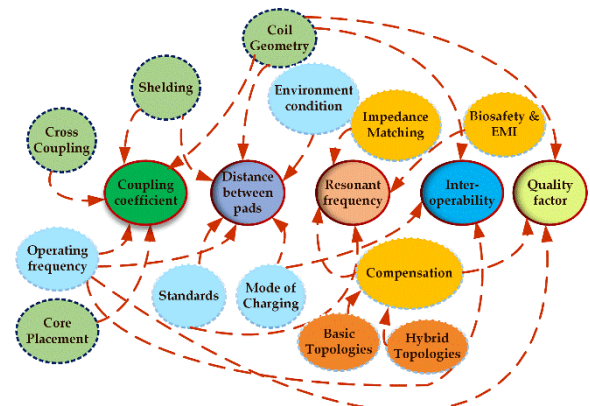 Coil
Geometry
Shelding
Environment
condition
Impedance
Matching
Biosafety &
EMI
Cross
Coupling
Coupling
coefficient
Distance
between
pads
Resonant
frequency
Inter-
operability
Quality
factor
Operating
frequency
Standards
Mode of
Charging
Compensation
Core
Placement
Basic
Topologies
Hybrid
Topologies